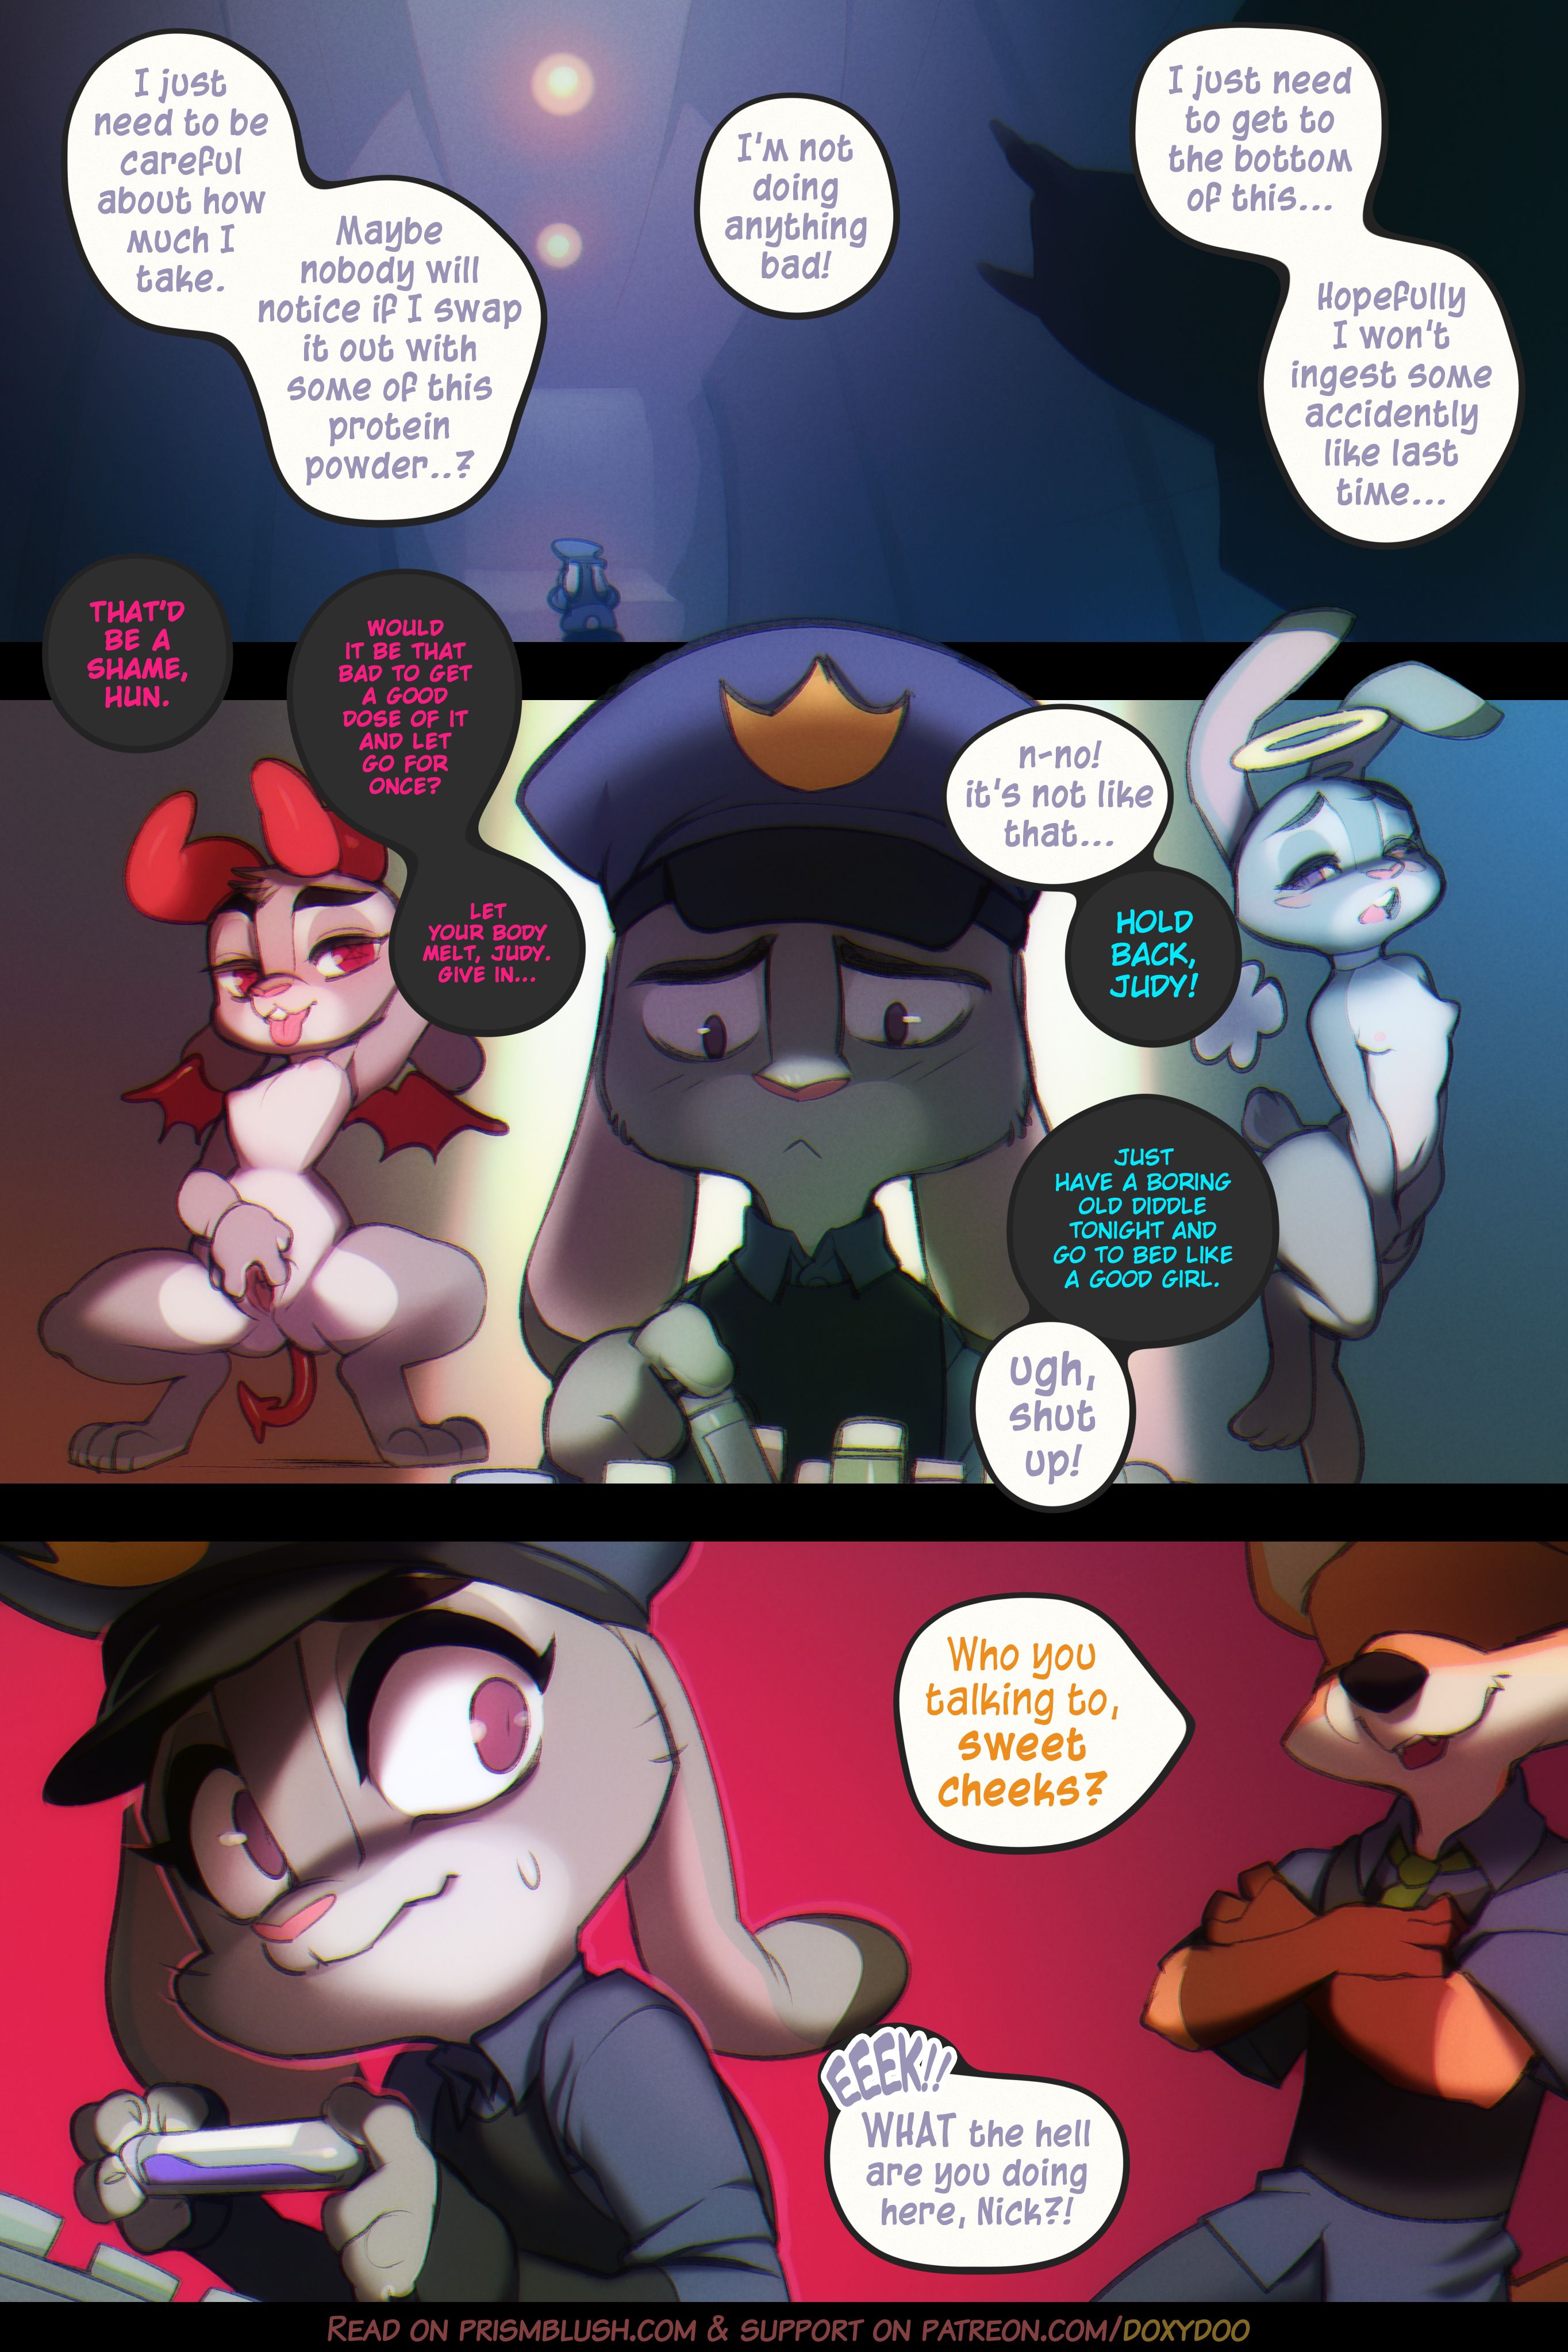 I just
need to be
careful
about how
much I
take.
Maybe
nobody will
notice if I swap
it out with
some of this
protein
powder..?
I'm not
doing
anything
bad!
I just need
to get to
the bottom
of this...
Hopefully
I won't
ingest some
accidently
like last
time...
THAT'D
BE A
SHAME,
HUN.
WOULD
IT BE THAT
BAD TO GET
A GOOD
DOSE OF IT
AND LET
GO FOR
ONCE?
LET
YOUR BODY
MELT, JUDY.
GIVE IN...
n-no!
it's not like
that...
HOLD
BACK,
JUDY!
JUST
HAVE A BORING
OLD DIDDLE
TONIGHT AND
GO TO BED LIKE
A GOOD GIRL.
ugh,
shut
up!
Who you
talking to,
sweet
cheeks?
EEEK!!
WHAT the hell
are you doing
here, Nick?!
READ ON PRISMBLUSH.COM & SUPPORT ON PATREON.COM/DOXYDOO